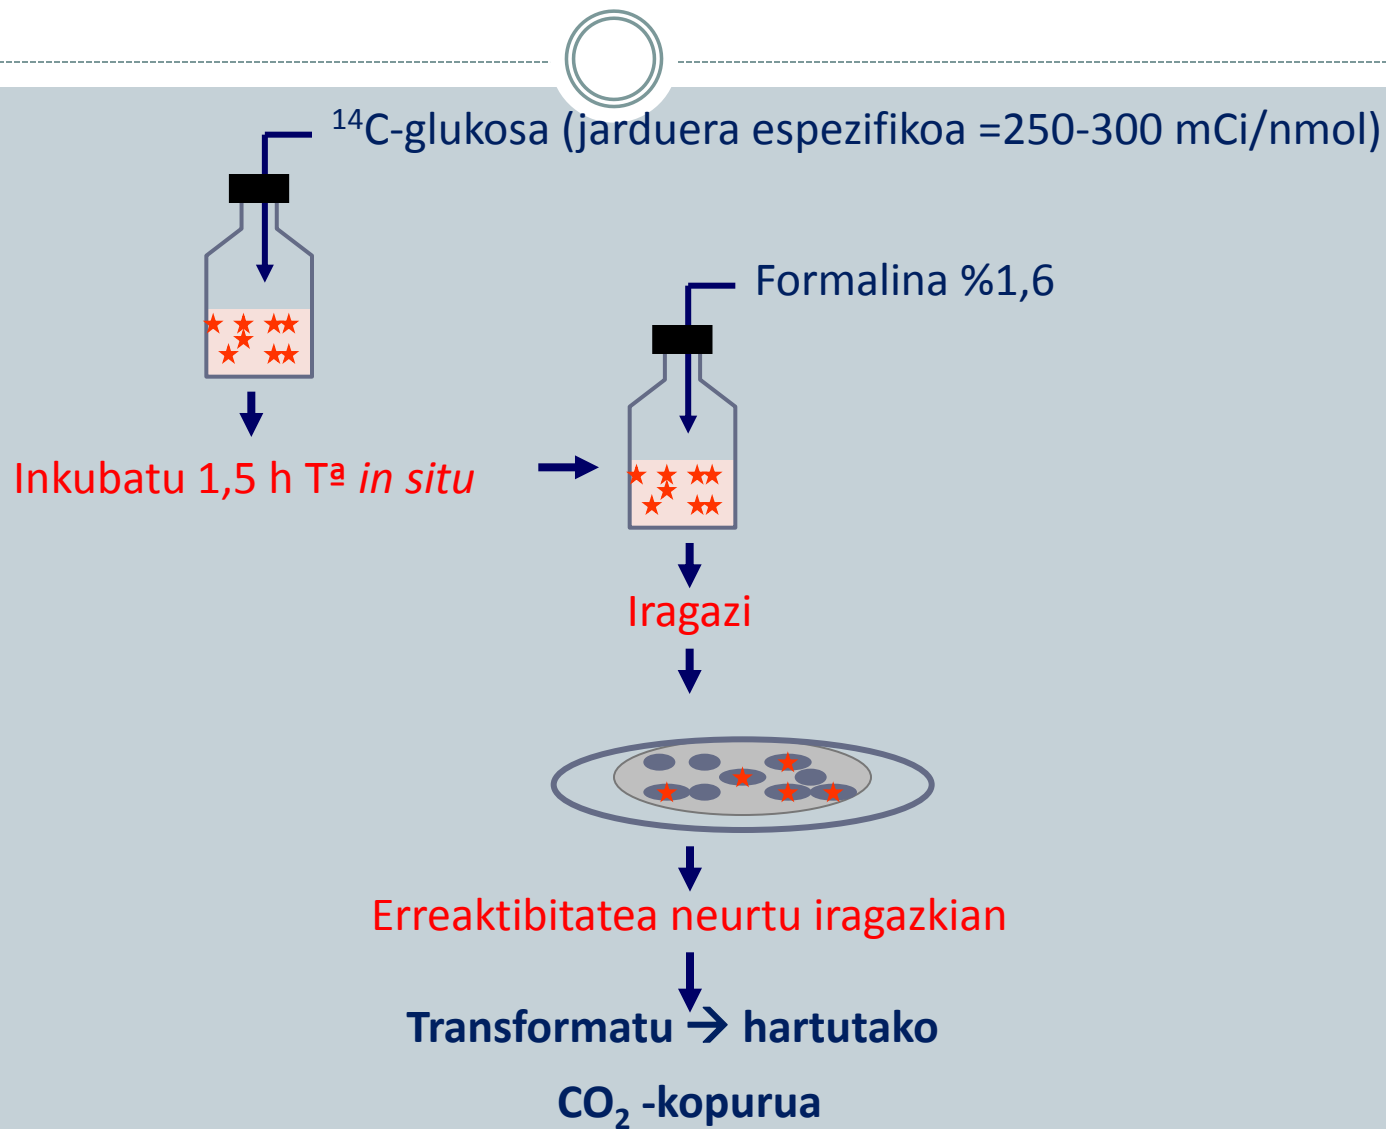 ¹⁴C-glukosa (jarduera espezifikoa =250-300 mCi/nmol)
Formalina %1,6
Inkubatu 1,5 h Tª in situ
Iragazi
Erreaktibitatea neurtu iragazkian
Transformatu → hartutako
CO₂ -kopurua